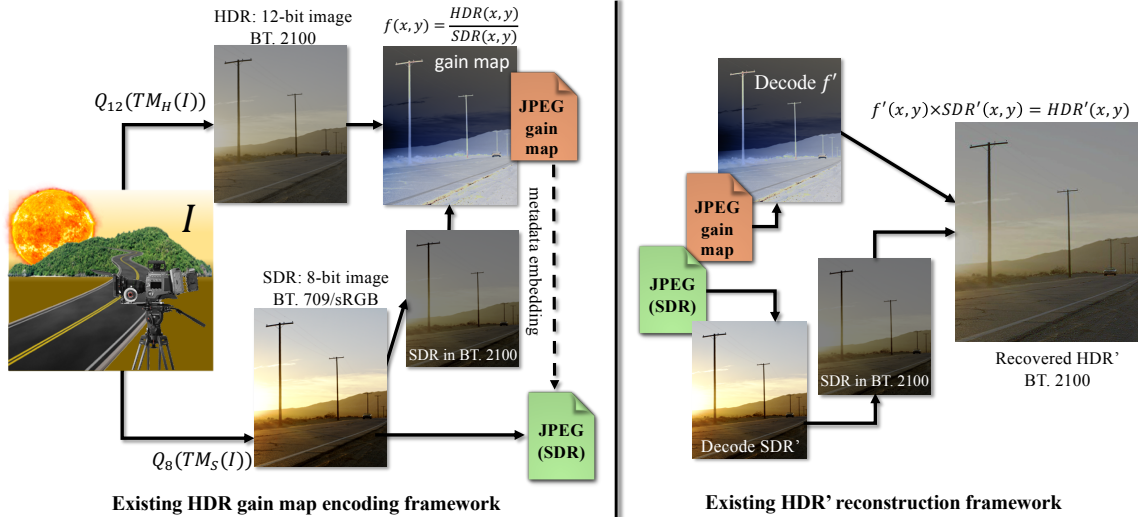 HDR: 12-bit image
BT. 2100
f(x, y) = HDR(x,y)/SDR(x,y)
gain map
JPEG
gain
map
Q₁₂(TM_H(I))
I
metadata embedding
SDR: 8-bit image
BT. 709/sRGB
SDR in BT. 2100
JPEG
(SDR)
Q₈(TM_S(I))
Existing HDR gain map encoding framework
Decode f′
f′(x, y)×SDR′(x, y) = HDR′(x, y)
JPEG
gain
map
JPEG
(SDR)
SDR in BT. 2100
Decode SDR’
Recovered HDR’
BT. 2100
Existing HDR’ reconstruction framework